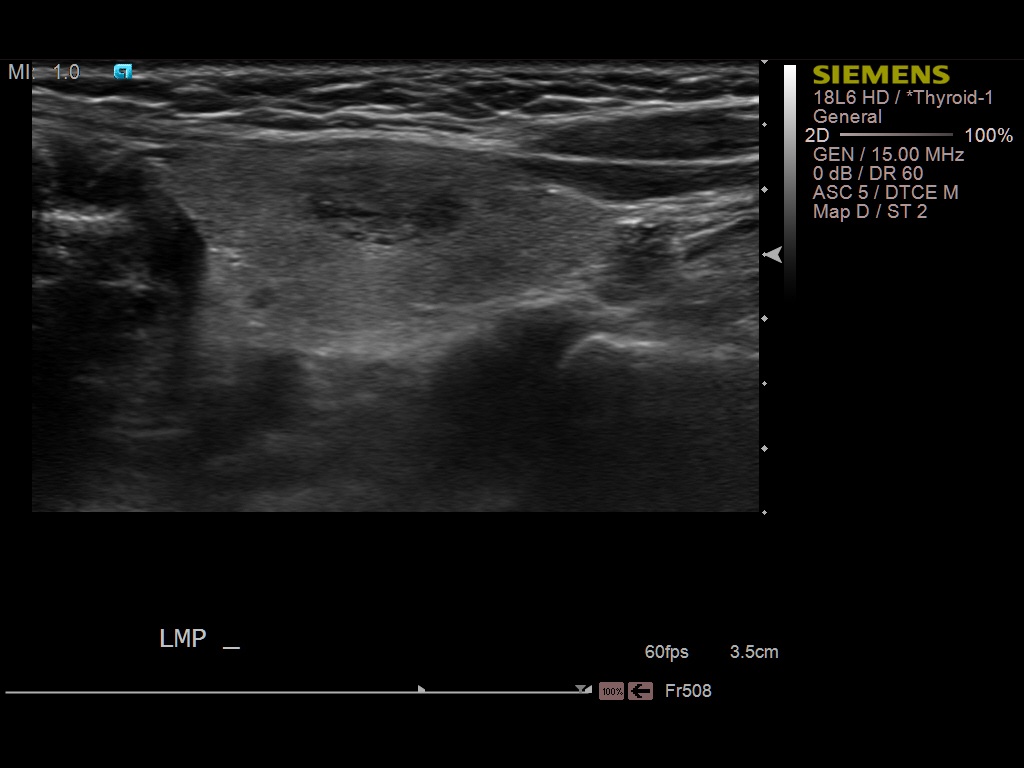 MI: 1.0
SIEMENS
18L6 HD / *Thyroid-1
General
2D 100%
GEN / 15.00 MHz
0 dB / DR 60
ASC 5 / DTCE M
Map D / ST 2
LMP _
60fps 3.5cm
100% Fr508